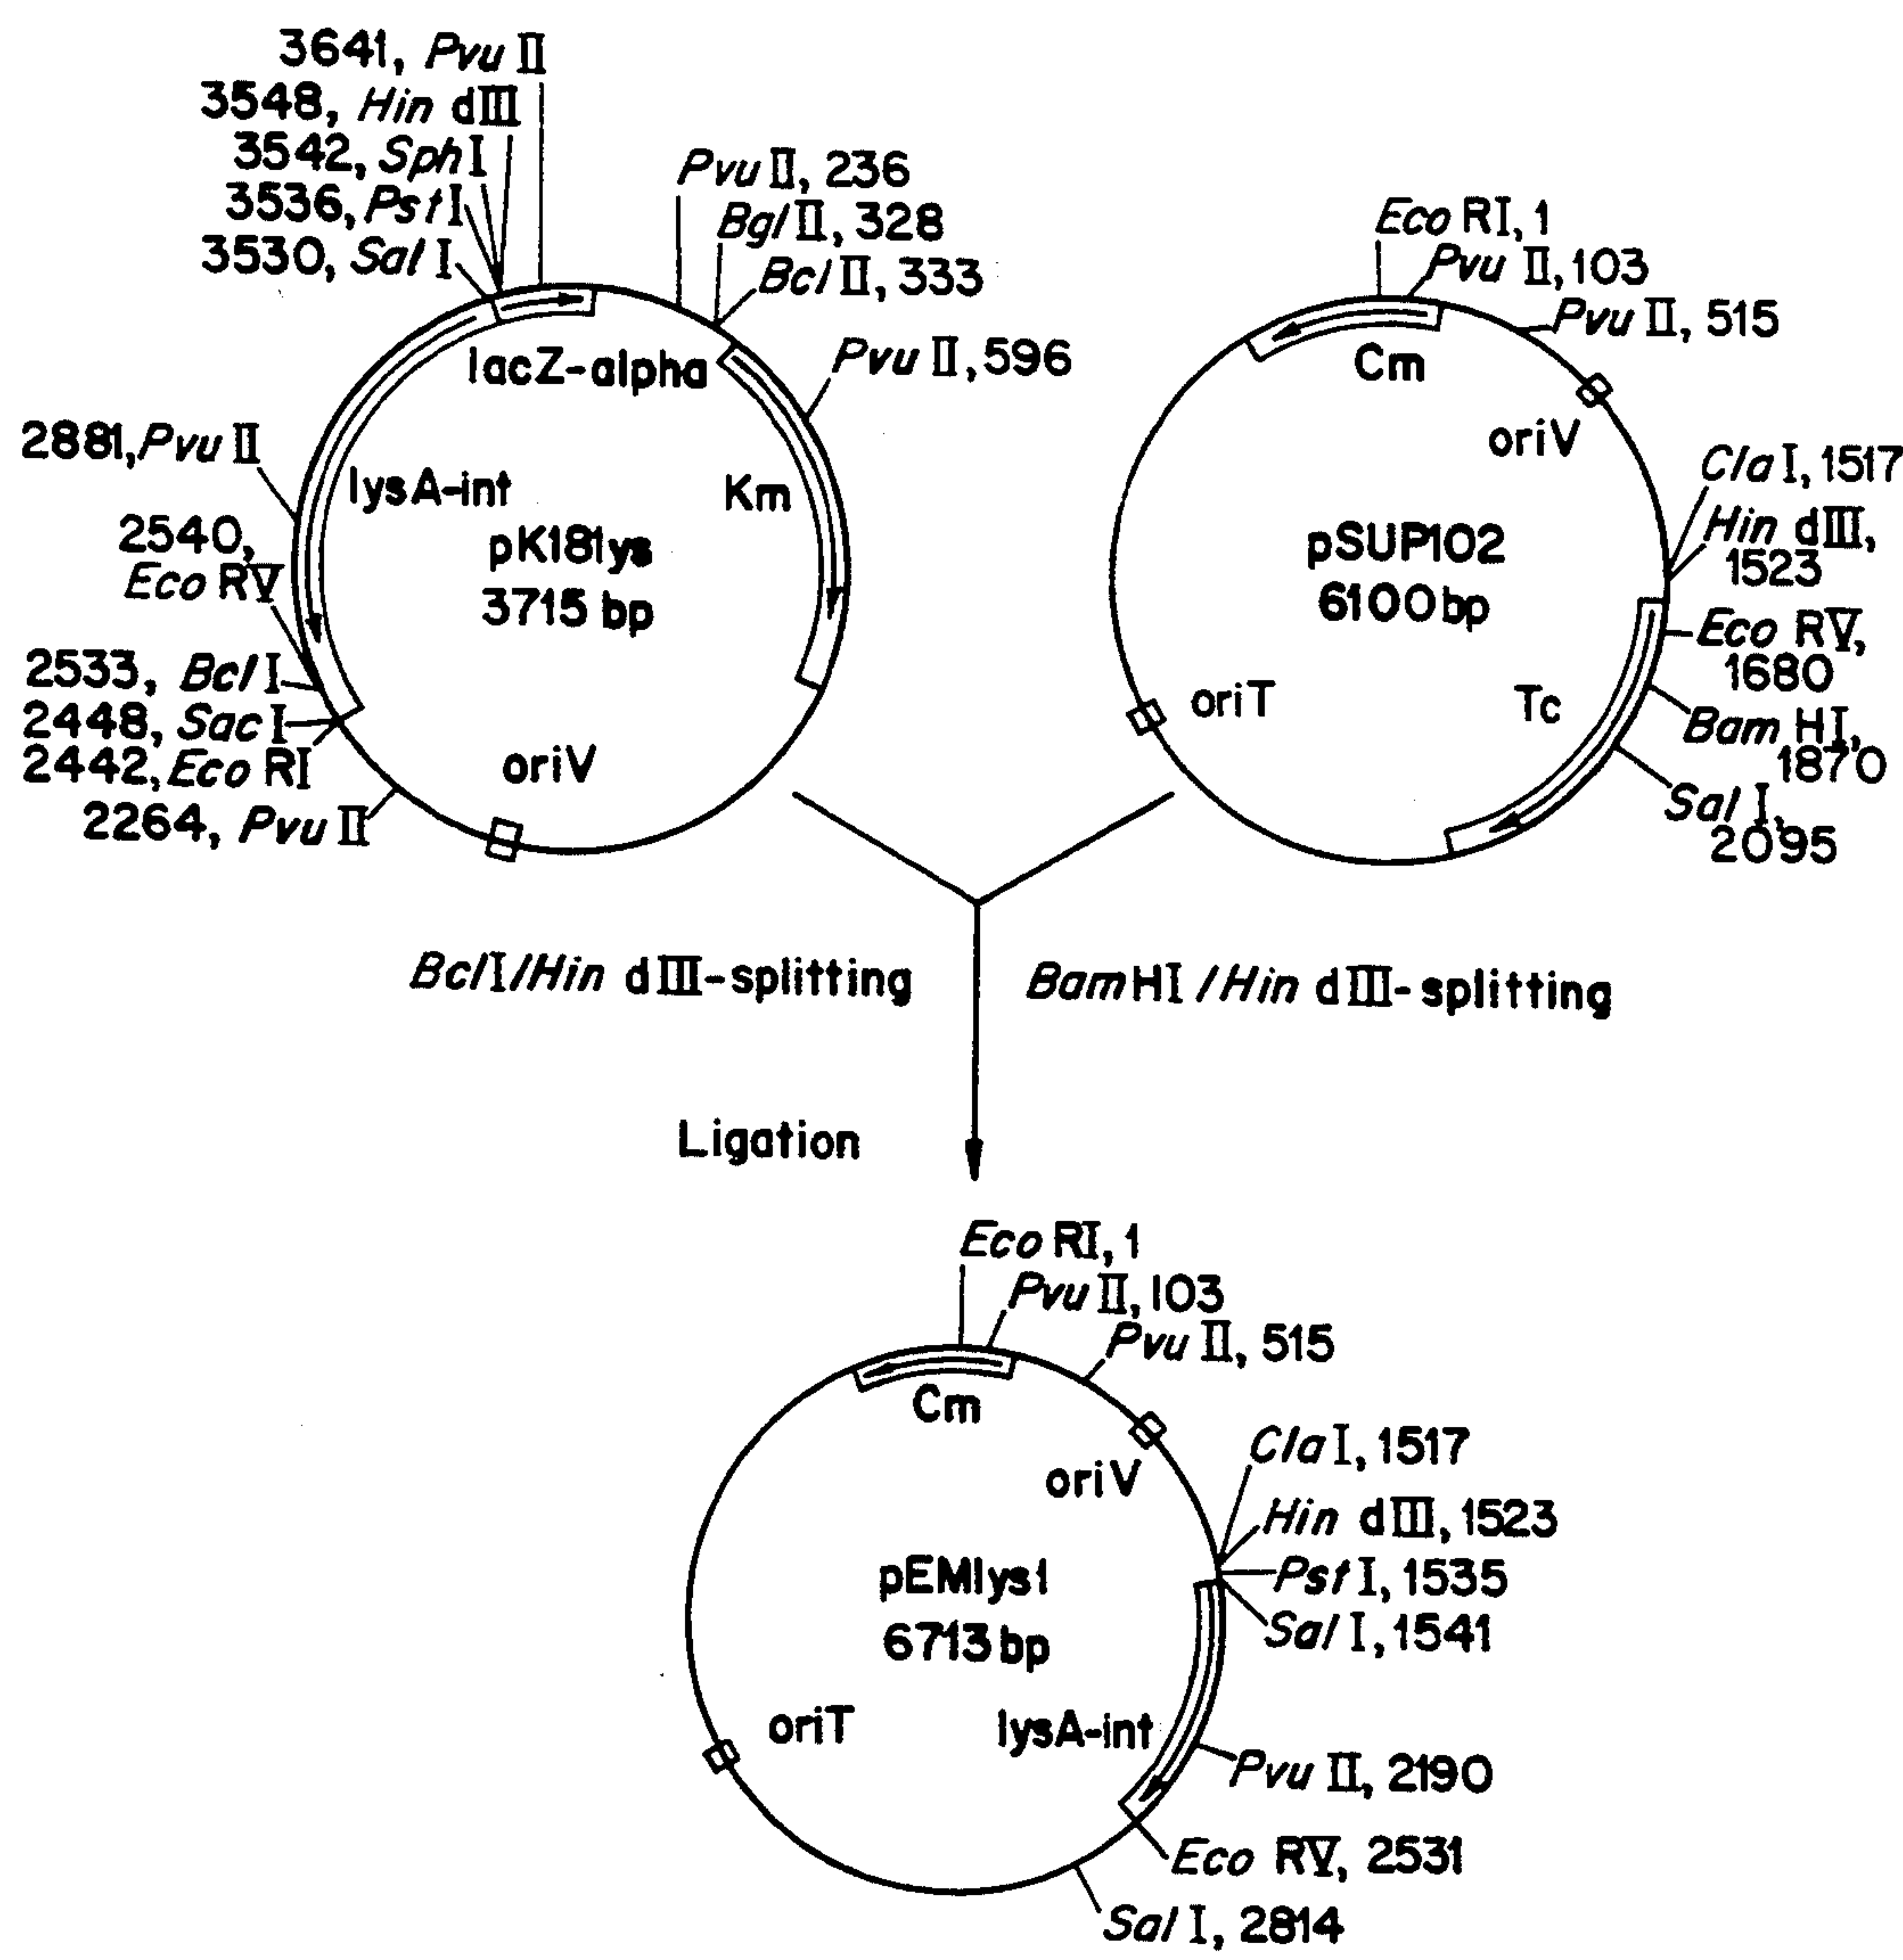 3641, Pvu II
3548, Hin dIII
3542, Sph I
3536, Pst I
3530, Sal I
Pvu II, 236
Bgl II, 328
Bcl II, 333
Pvu II, 596
lacZ-alpha
2881, Pvu II
lysA-int
Km
2540,
Eco RV
pK18lys
3715 bp
2533, Bcl I
2448, Sac I
2442, Eco RI
2264, Pvu II
oriV
Eco RI, 1
Pvu II, 103
Pvu II, 515
Cm
oriV
Cla I, 1517
Hin dIII,
1523
pSUP102
6100 bp
Eco RV,
1680
oriT
Tc
Bam HI,
1870
Sal I,
2095
Bcl I/Hin dIII-splitting
BamHI/Hin dIII-splitting
Ligation
Eco RI, 1
Pvu II, 103
Pvu II, 515
Cm
oriV
Cla I, 1517
Hin dIII, 1523
Pst I, 1535
Sal I, 1541
pEMlys1
6713 bp
oriT
lysA-int
Pvu II, 2190
Eco RV, 2531
Sal I, 2814